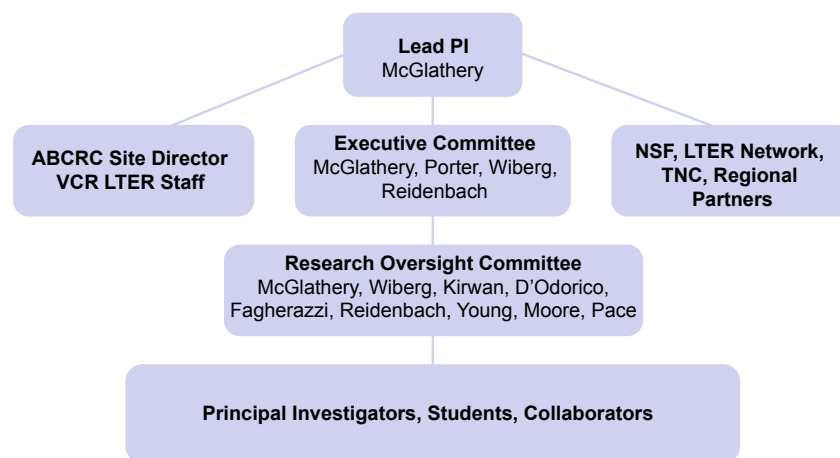 Lead PI
McGlathery
ABCRC Site Director
VCR LTER Staff
Executive Committee
McGlathery, Porter, Wiberg,
Reidenbach
NSF, LTER Network,
TNC, Regional
Partners
Research Oversight Committee
McGlathery, Wiberg, Kirwan, D’Odorico,
Fagherazzi, Reidenbach, Young, Moore, Pace
Principal Investigators, Students, Collaborators